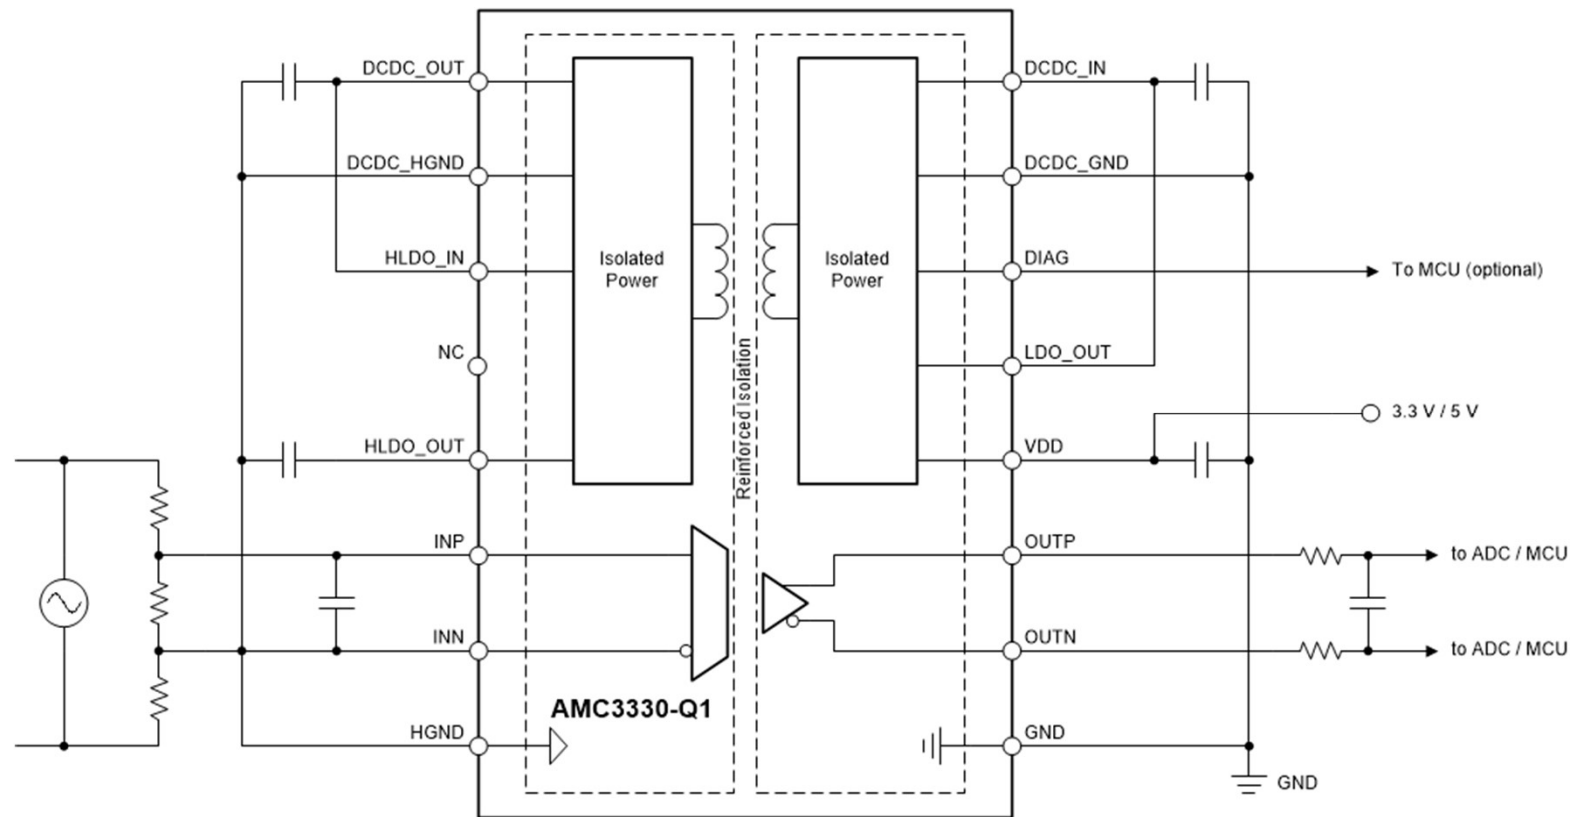 DCDC_OUT
DCDC_IN
DCDC_HGND
DCDC_GND
HLDO_IN
Isolated
Power
Isolated
Power
DIAG
To MCU (optional)
NC
LDO_OUT
Reinforced Isolation
3.3 V / 5 V
HLDO_OUT
VDD
INP
OUTP
to ADC / MCU
INN
OUTN
to ADC / MCU
AMC3330-Q1
HGND
GND
GND